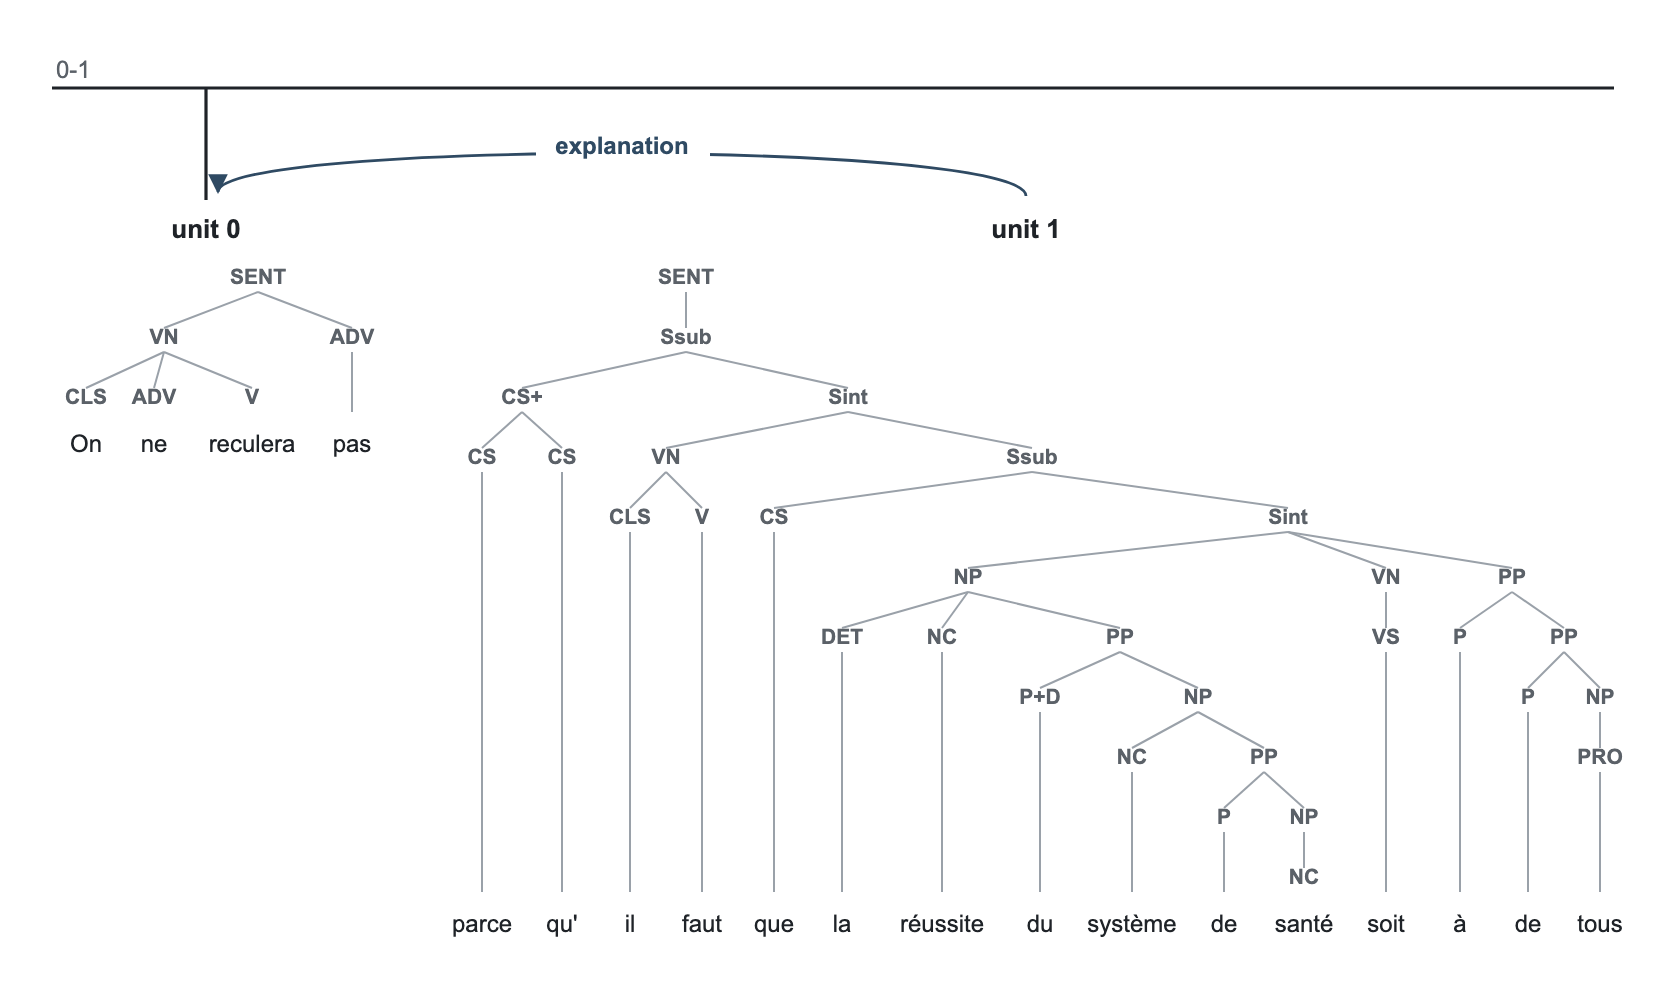 0-1
explanation
unit 0 unit 1
SENT SENT
VN ADV Ssub
CLS ADV V CS+ Sint
On ne reculera pas
CS CS VN Ssub
CLS V CS Sint
NP VN PP
DET NC PP VS P PP
P+D NP P NP
NC PP PRO
P NP
NC
parce qu' il faut que la réussite du système de santé soit à de tous